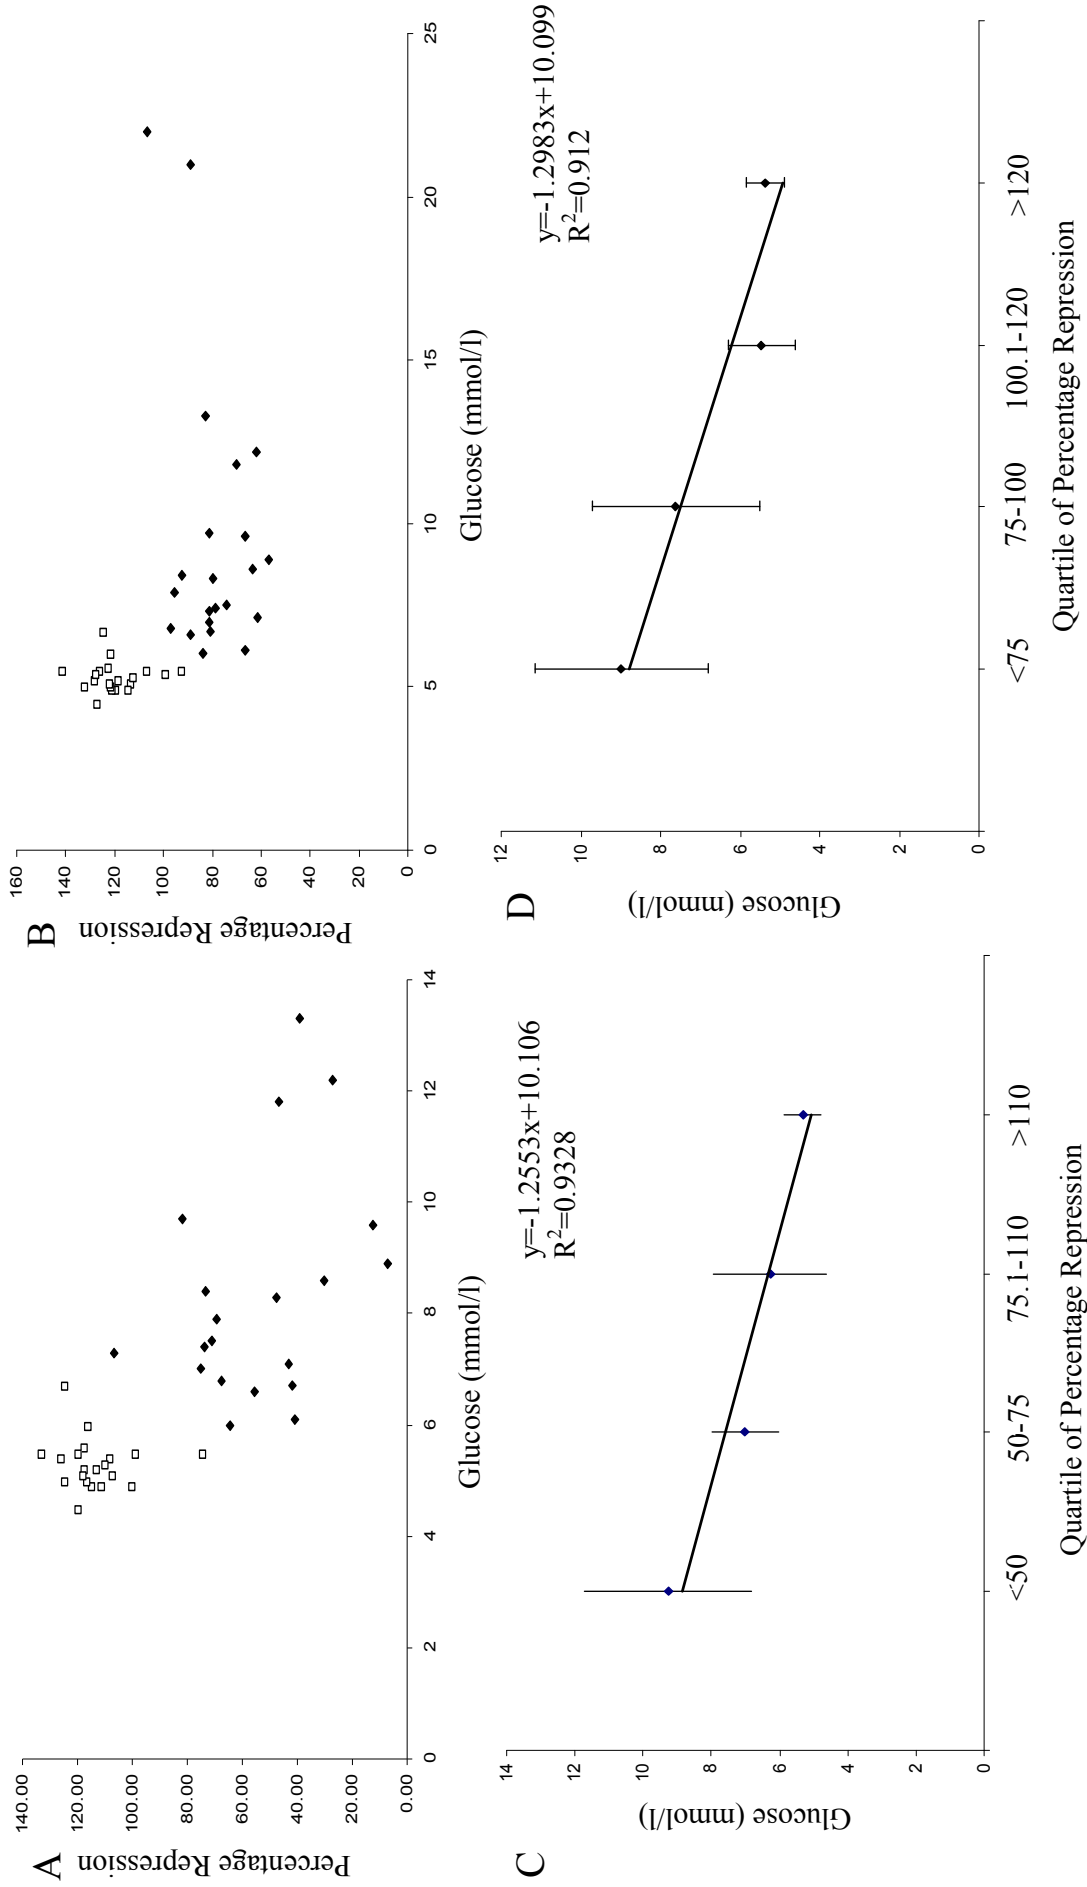 A
Percentage Repression
140.00
120.00
100.00
80.00
60.00
40.00
20.00
0.00
0 2 4 6 8 10 12 14
Glucose (mmol/l)
B
Percentage Repression
160
140
120
100
80
60
40
20
0
0 5 10 15 20 25
Glucose (mmol/l)
C
Glucose (mmol/l)
14
12
10
8
6
4
2
0
y=-1.2553x+10.106
R²=0.9328
<50 50-75 75.1-110 >110
Quartile of Percentage Repression
D
Glucose (mmol/l)
12
10
8
6
4
2
0
y=-1.2983x+10.099
R²=0.912
<75 75-100 100.1-120 >120
Quartile of Percentage Repression